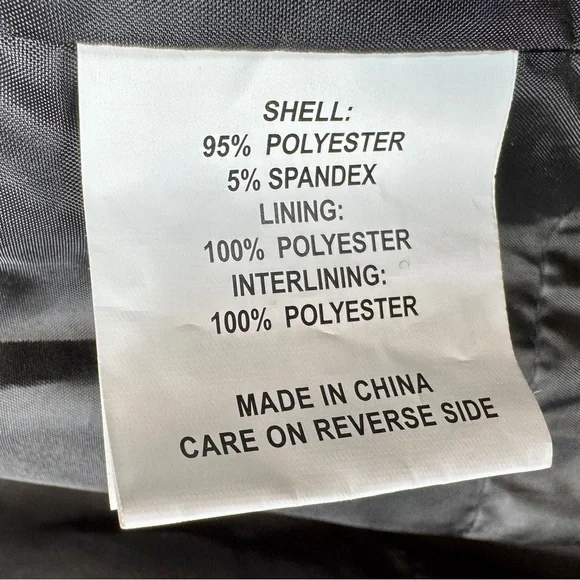 SHELL:
95% POLYESTER
5% SPANDEX
LINING:
100% POLYESTER
INTERLINING:
100% POLYESTER
MADE IN CHINA
CARE ON REVERSE SIDE